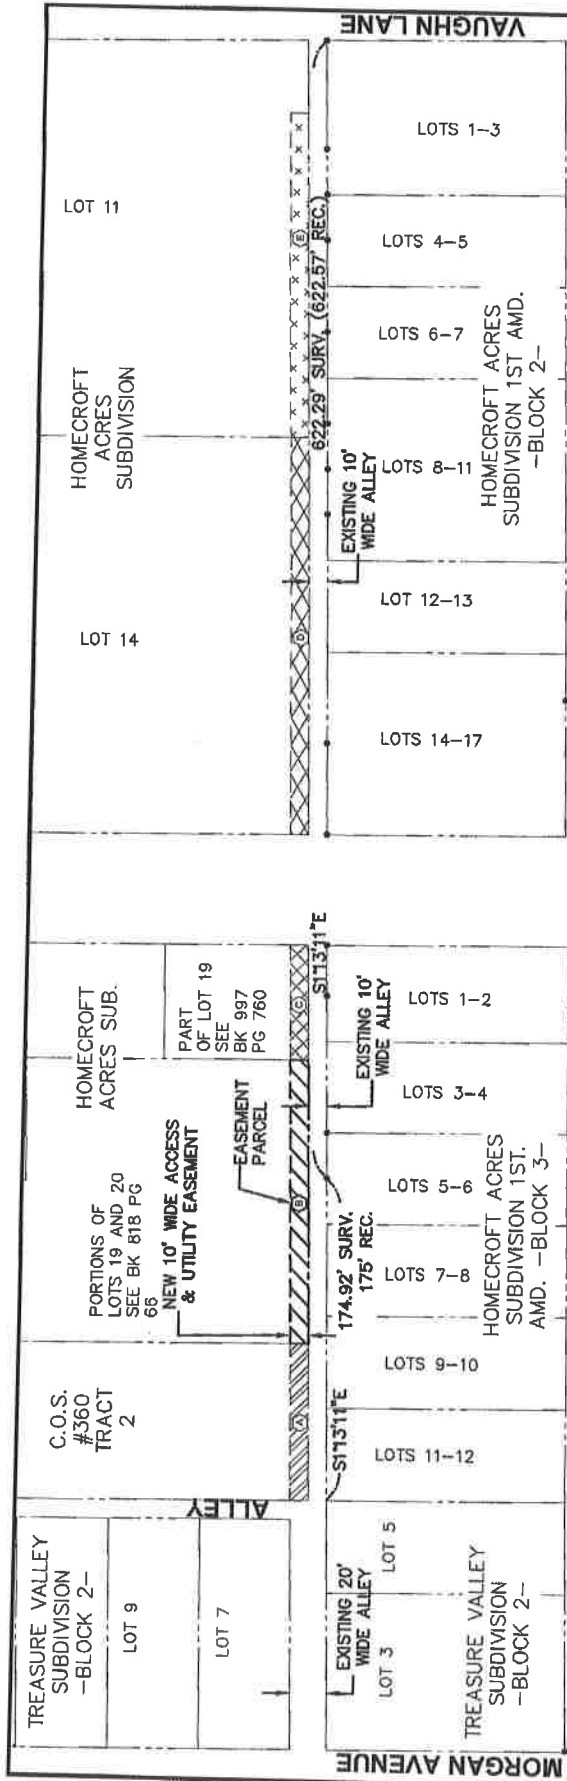 VAUGHN LANE
LOT 11
LOTS 1-3
LOTS 4-5
622.29' SURV. (622.57' REC.)
E
LOTS 6-7
HOMECROFT
ACRES
SUBDIVISION
HOMECROFT ACRES
SUBDIVISION 1ST AMD.
-BLOCK 2-
LOTS 8-11
EXISTING 10'
WIDE ALLEY
LOT 12-13
LOT 14
D
LOTS 14-17
S1°13'11"E
HOMECROFT
ACRES SUB.
PART
OF LOT 19
SEE
BK 997
PG 760
C
LOTS 1-2
EXISTING 10'
WIDE ALLEY
LOTS 3-4
EASEMENT
PARCEL
B
PORTIONS OF
LOTS 19 AND 20
SEE BK 818 PG
66
NEW 10' WIDE ACCESS
& UTILITY EASEMENT
LOTS 5-6
174.92' SURV.
175' REC.
LOTS 7-8
HOMECROFT ACRES
SUBDIVISION 1ST.
AMD. -BLOCK 3-
LOTS 9-10
C.O.S.
#360
TRACT
2
A
S1°13'11"E
LOTS 11-12
ALLEY
TREASURE VALLEY
SUBDIVISION
-BLOCK 2-
LOT 9
LOT 7
LOT 5
EXISTING 20'
WIDE ALLEY
LOT 3
TREASURE VALLEY
SUBDIVISION
-BLOCK 2-
MORGAN AVENUE